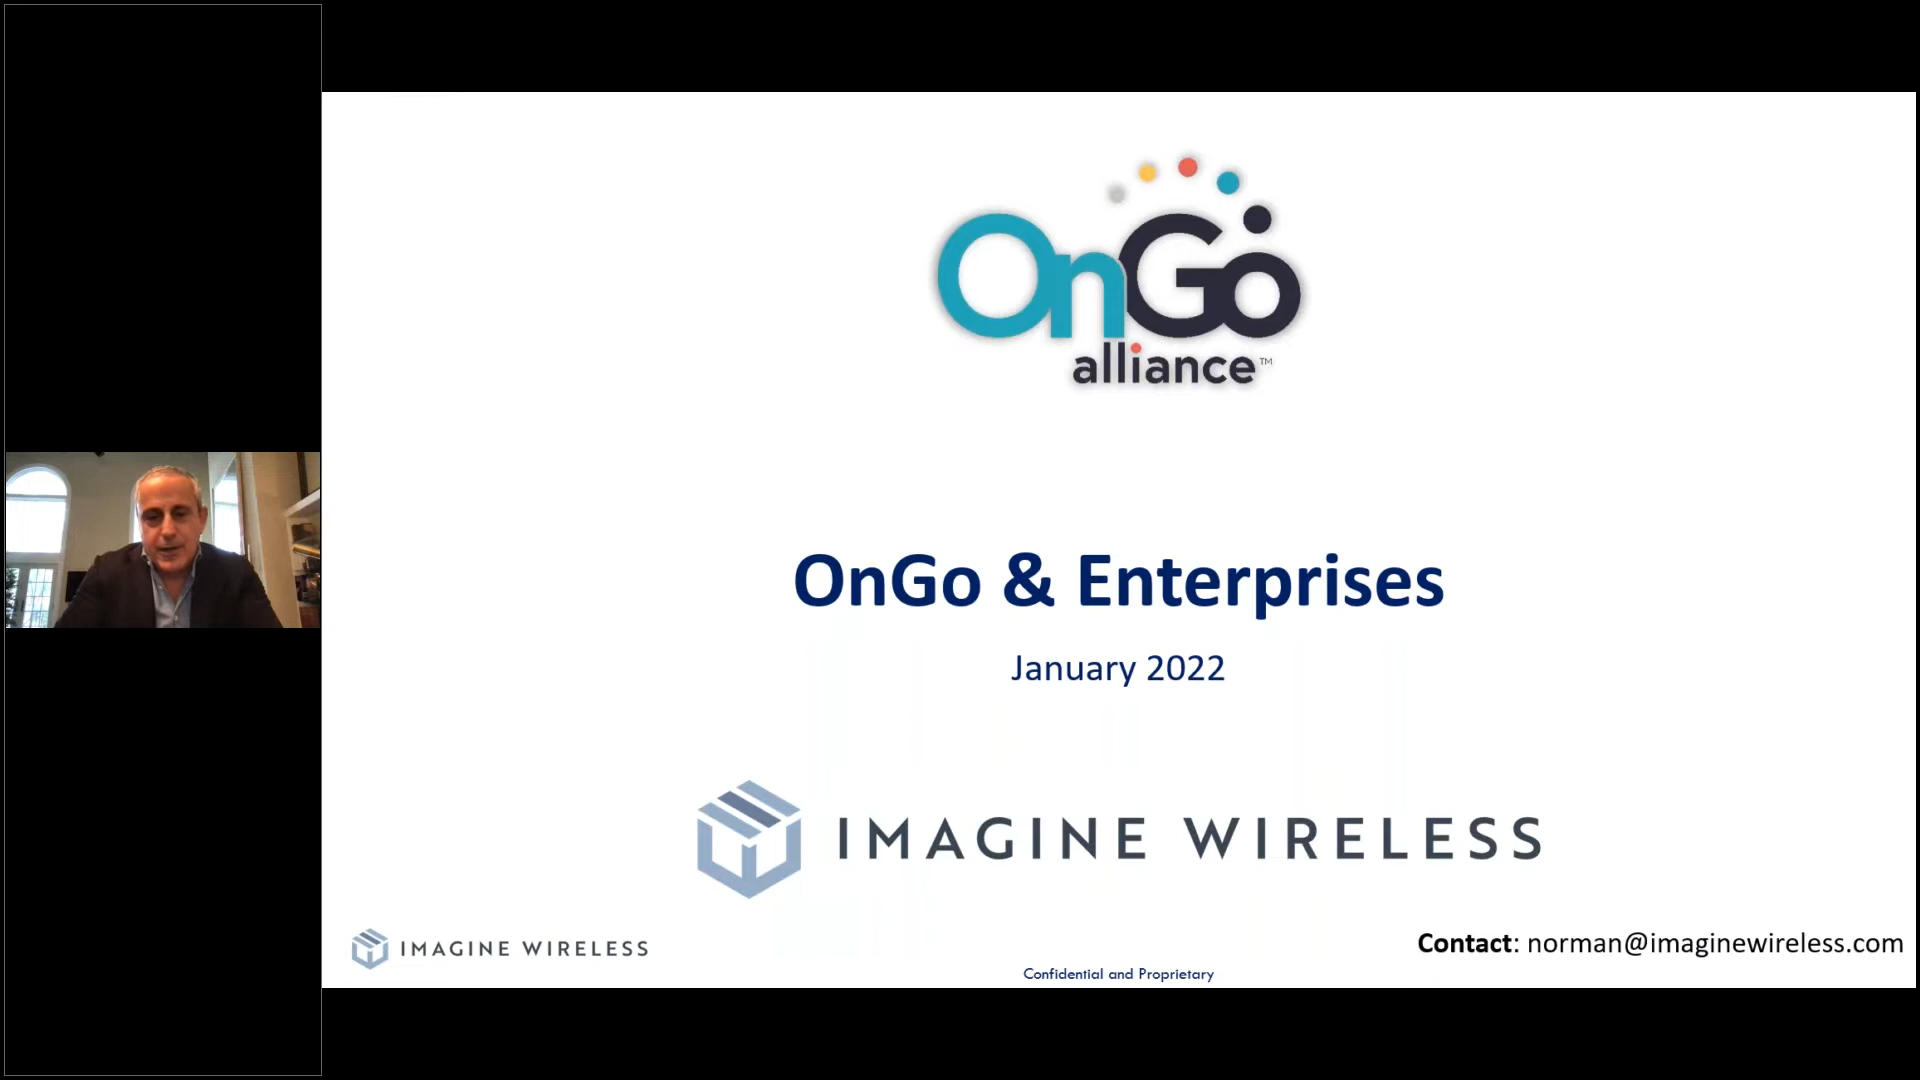 OnGo
alliance™
OnGo & Enterprises
January 2022
IMAGINE WIRELESS
IMAGINE WIRELESS
Contact: norman@imaginewireless.com
Confidential and Proprietary